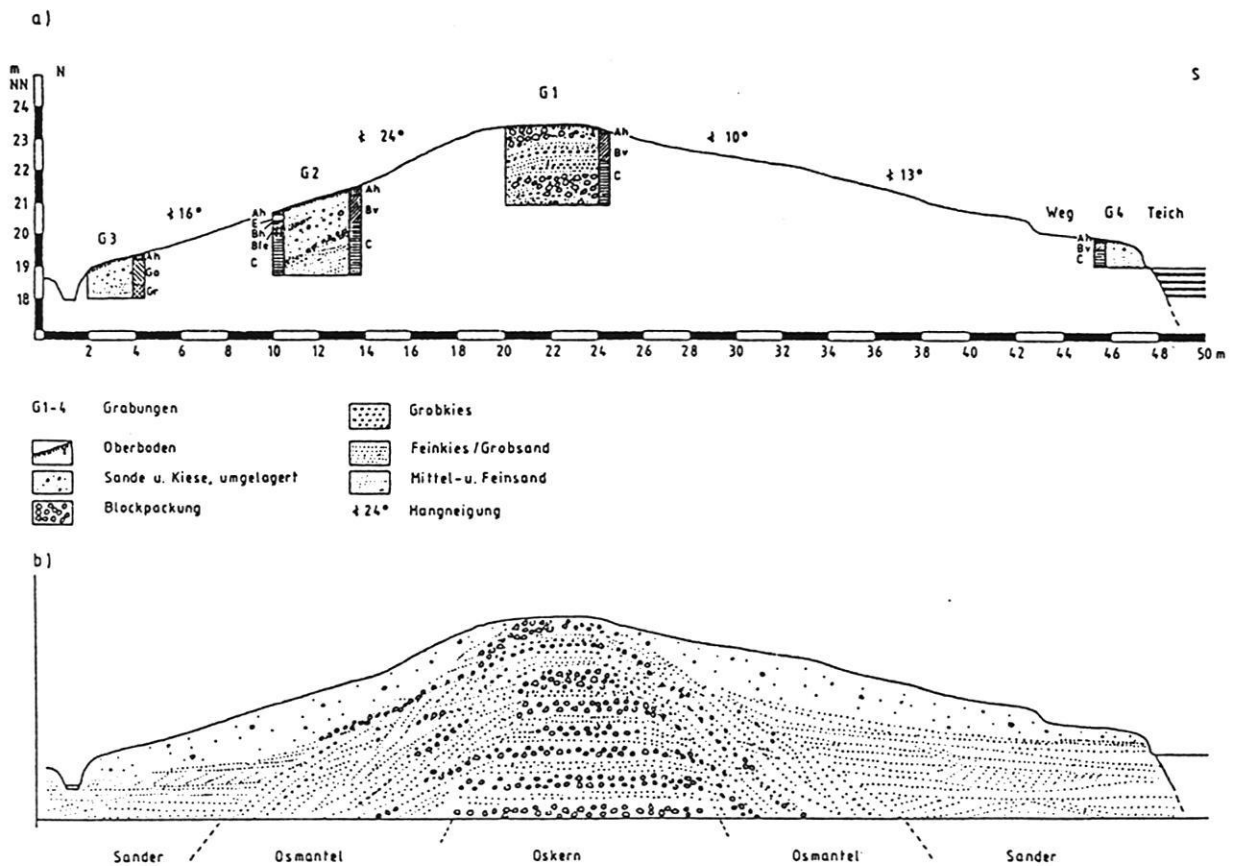 a)
m
NN
N
S
24
23
22
21
20
19
18
G1
∢ 24°
∢ 10°
Ah
Bv
C
G2
Ah
Bv
C
∢ 13°
∢ 16°
Ah
E
Bh
C
Weg G4 Teich
Ah
Bv
C
G3
Ah
Go
Gr
2 4 6 8 10 12 14 16 18 20 22 24 26 28 30 32 34 36 38 40 42 44 46 48 50 m
G1-4 Grabungen
Oberboden
Sande u. Kiese, umgelagert
Blockpackung
Grobkies
Feinkies/Grobsand
Mittel- u. Feinsand
∢ 24° Hangneigung
b)
Sander Osmantel Oskern Osmantel Sander